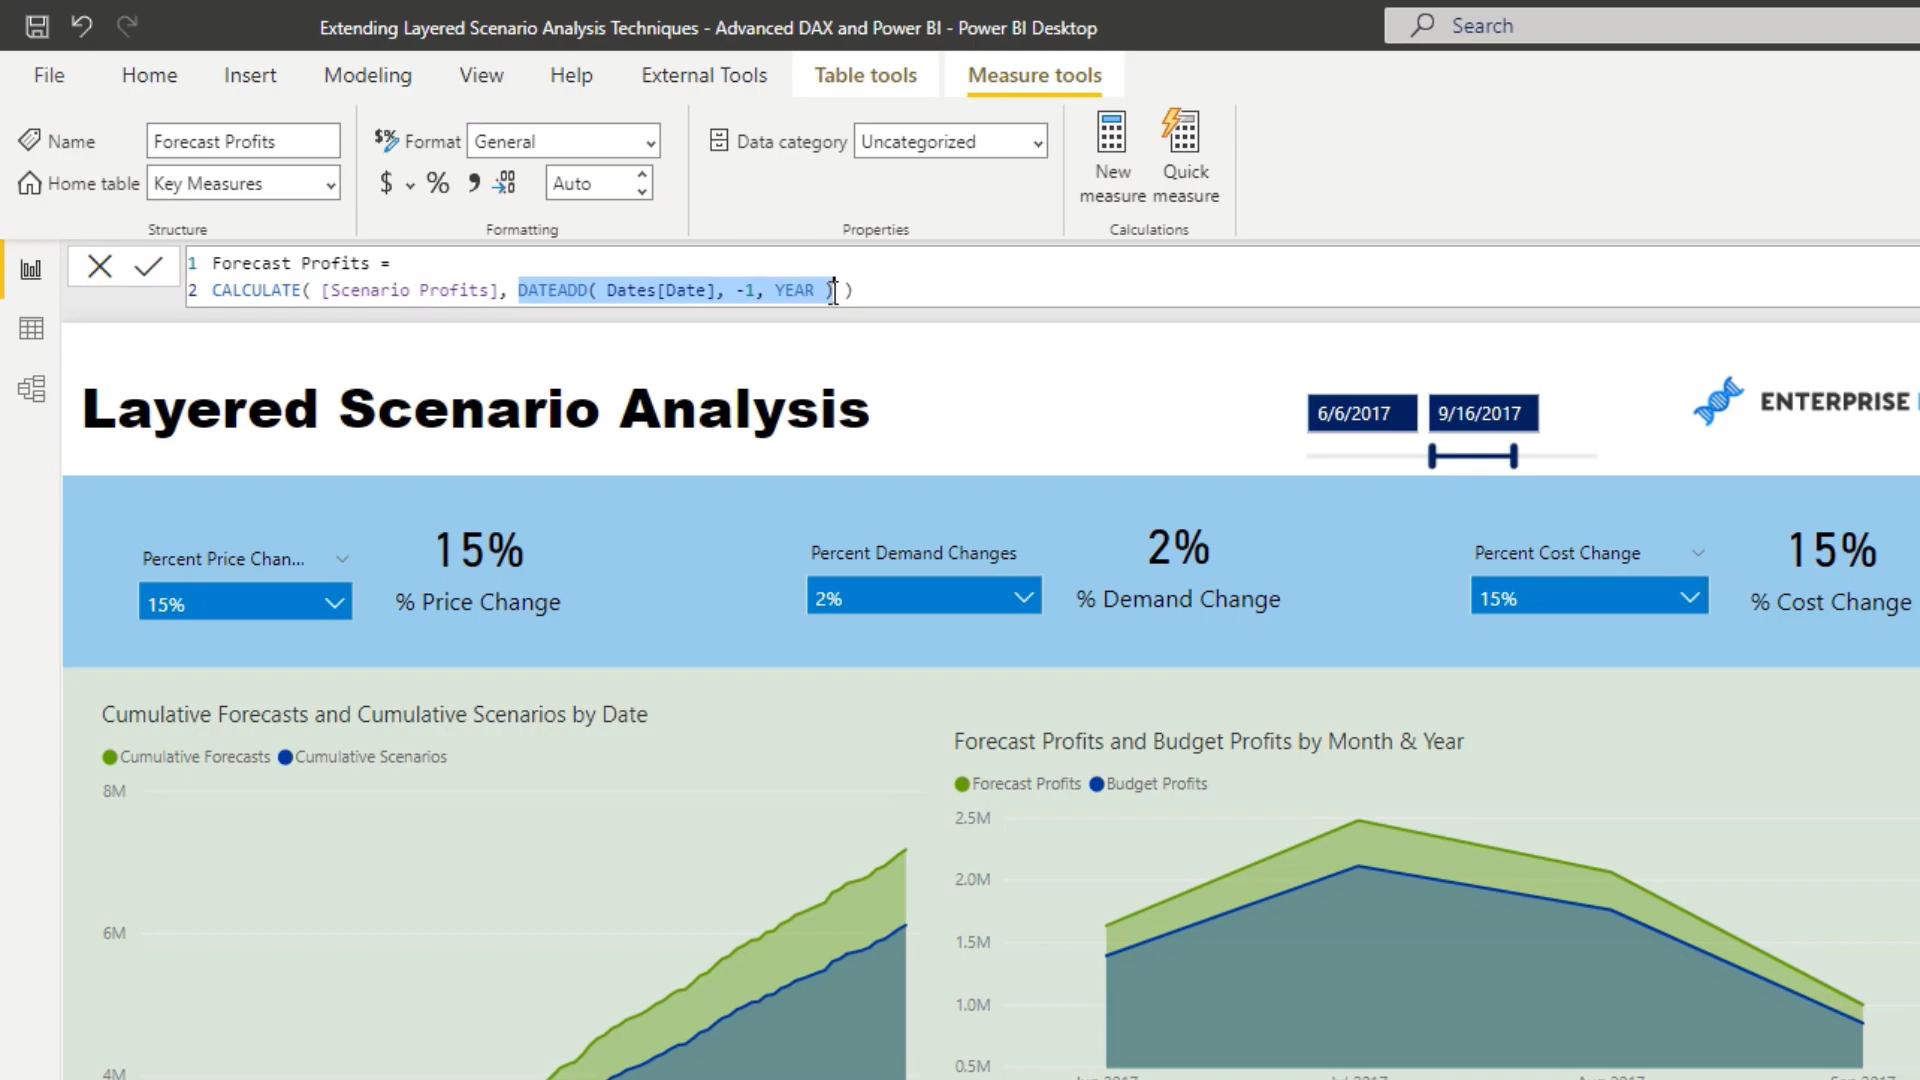 Extending Layered Scenario Analysis Techniques - Advanced DAX and Power BI - Power BI Desktop
Search
File Home Insert Modeling View Help External Tools Table tools Measure tools
Name Forecast Profits
Home table Key Measures
Structure
Format General
$ % Auto
Formatting
Data category Uncategorized
Properties
New measure
Quick measure
Calculations
1 Forecast Profits =
2 CALCULATE( [Scenario Profits], DATEADD( Dates[Date], -1, YEAR ) )
Layered Scenario Analysis
6/6/2017 9/16/2017
ENTERPRISE
Percent Price Chan...
15%
15%
% Price Change
Percent Demand Changes
2%
2%
% Demand Change
Percent Cost Change
15%
15%
% Cost Change
Cumulative Forecasts and Cumulative Scenarios by Date
Cumulative Forecasts Cumulative Scenarios
8M
6M
4M
Forecast Profits and Budget Profits by Month & Year
Forecast Profits Budget Profits
2.5M
2.0M
1.5M
1.0M
0.5M